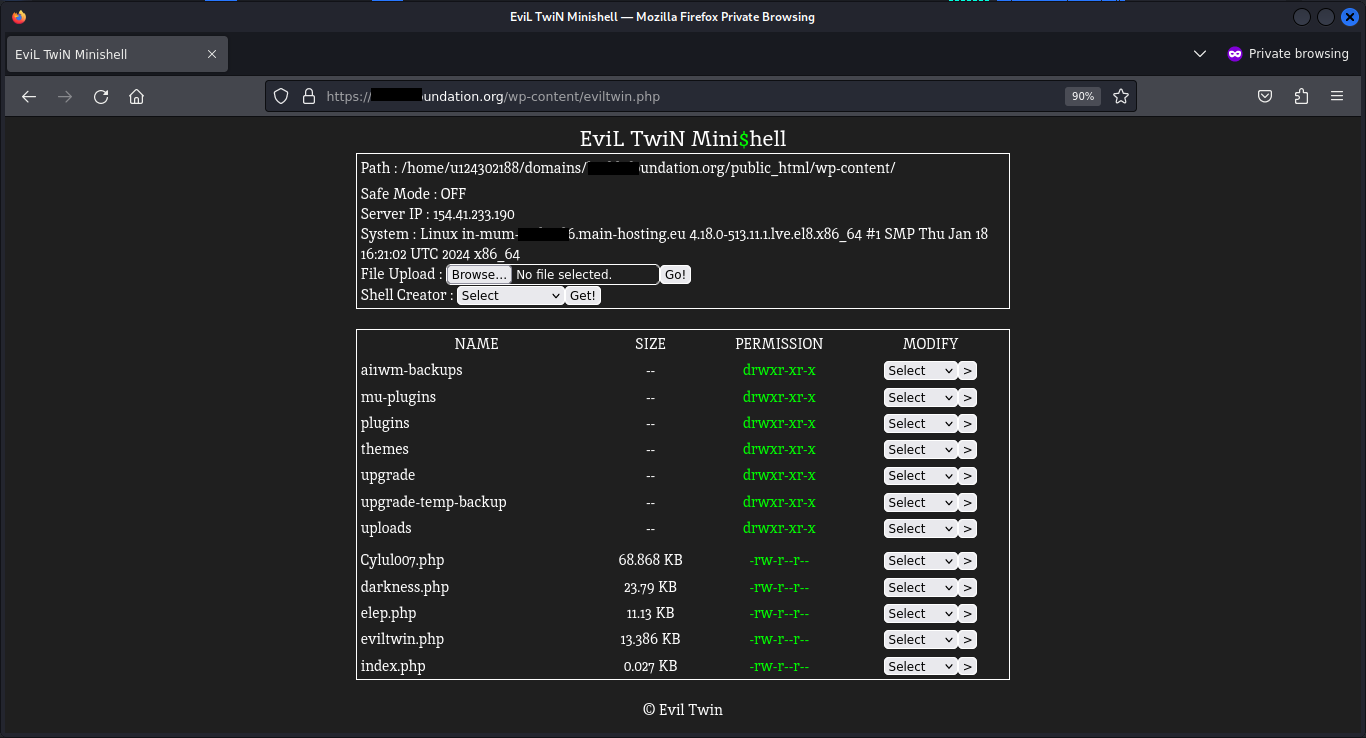 EviL TwiN Minishell — Mozilla Firefox Private Browsing
EviL TwiN Minishell
Private browsing
https:// undation.org/wp-content/eviltwin.php 90%
EviL TwiN Mini$hell
Path : /home/u124302188/domains/ undation.org/public_html/wp-content/
Safe Mode : OFF
Server IP : 154.41.233.190
System : Linux in-mum- 6.main-hosting.eu 4.18.0-513.11.1.lve.el8.x86_64 #1 SMP Thu Jan 18
16:21:02 UTC 2024 x86_64
File Upload : Browse... No file selected. Go!
Shell Creator : Select Get!
NAME SIZE PERMISSION MODIFY
ai1wm-backups -- drwxr-xr-x Select >
mu-plugins -- drwxr-xr-x Select >
plugins -- drwxr-xr-x Select >
themes -- drwxr-xr-x Select >
upgrade -- drwxr-xr-x Select >
upgrade-temp-backup -- drwxr-xr-x Select >
uploads -- drwxr-xr-x Select >
Cylul007.php 68.868 KB -rw-r--r-- Select >
darkness.php 23.79 KB -rw-r--r-- Select >
elep.php 11.13 KB -rw-r--r-- Select >
eviltwin.php 13.386 KB -rw-r--r-- Select >
index.php 0.027 KB -rw-r--r-- Select >
© Evil Twin